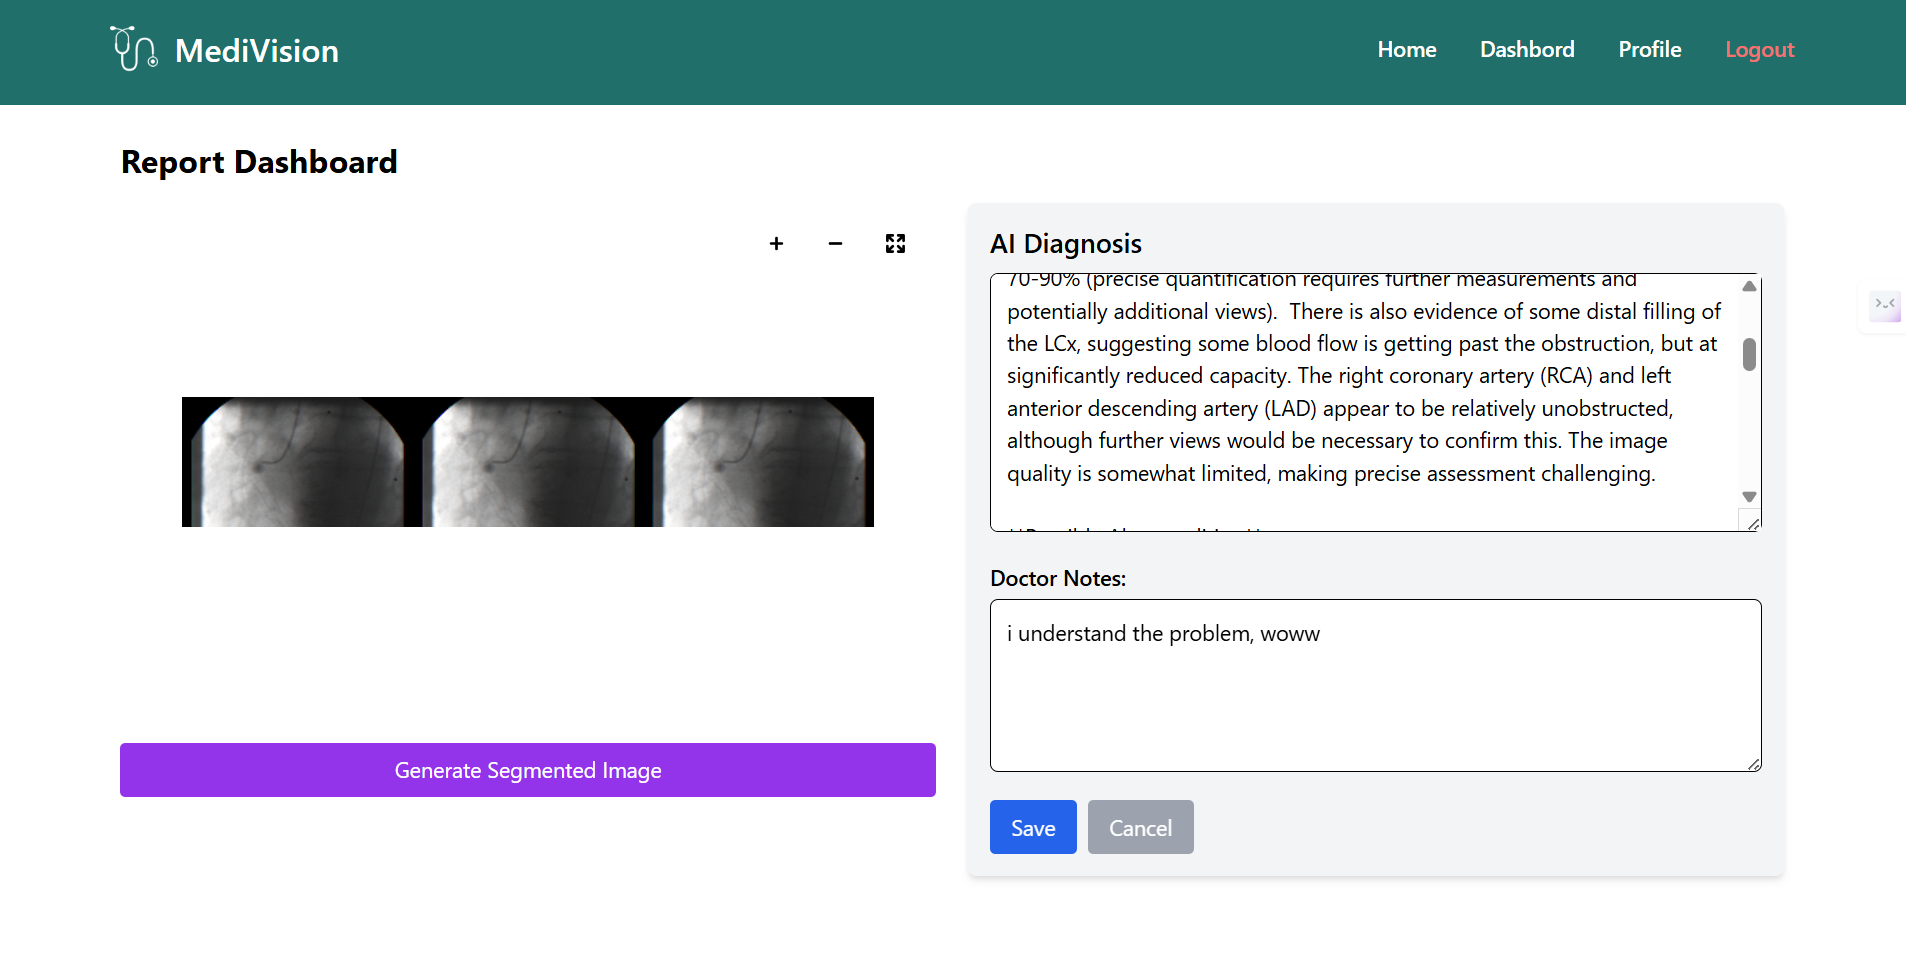 MediVision
Home
Dashbord
Profile
Logout
Report Dashboard
AI Diagnosis
70-90% (precise quantification requires further measurements and
potentially additional views).  There is also evidence of some distal filling of
the LCx, suggesting some blood flow is getting past the obstruction, but at
significantly reduced capacity. The right coronary artery (RCA) and left
anterior descending artery (LAD) appear to be relatively unobstructed,
although further views would be necessary to confirm this. The image
quality is somewhat limited, making precise assessment challenging.
Doctor Notes:
i understand the problem, woww
Generate Segmented Image
Save
Cancel